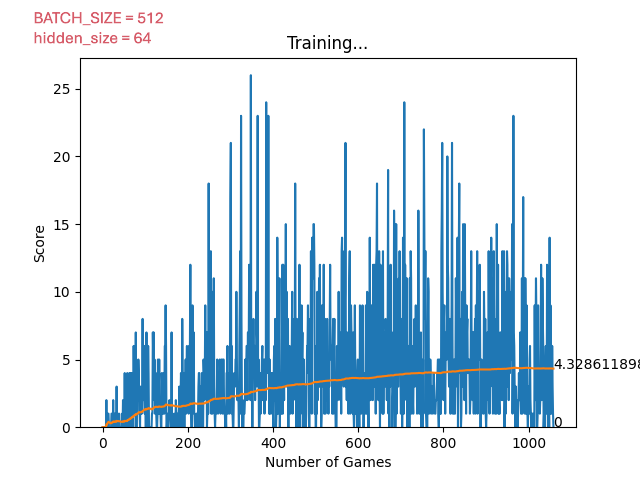 BATCH_SIZE = 512
hidden_size = 64
Training...
25
20
15
10
5
0
Score
4.328611898
0
0
200
400
600
800
1000
Number of Games